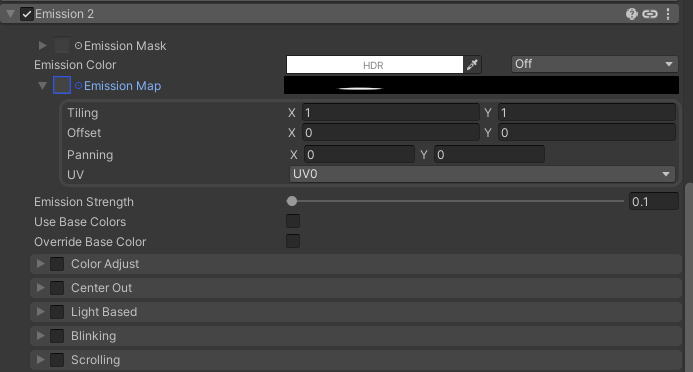 Emission 2
Emission Mask
Emission Color HDR Off
Emission Map
Tiling X 1 Y 1
Offset X 0 Y 0
Panning X 0 Y 0
UV UV0
Emission Strength 0.1
Use Base Colors
Override Base Color
Color Adjust
Center Out
Light Based
Blinking
Scrolling